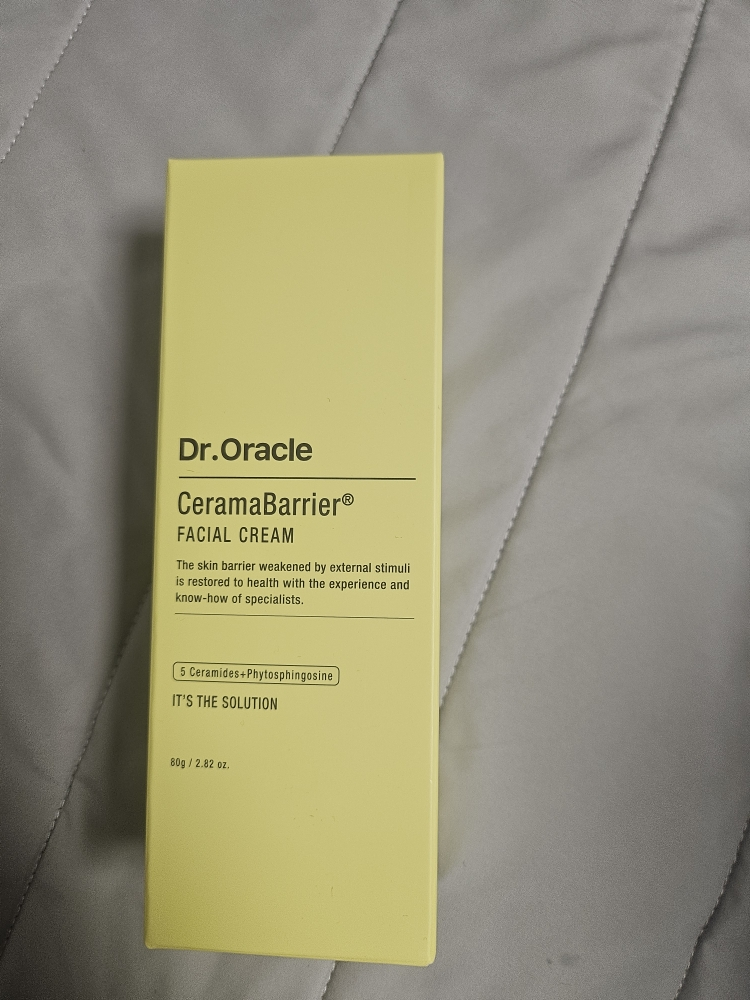 Dr.Oracle
CeramaBarrier®
FACIAL CREAM
The skin barrier weakened by external stimuli
is restored to health with the experience and
know-how of specialists.
5 Ceramides+Phytosphingosine
IT'S THE SOLUTION
80g / 2.82 oz.